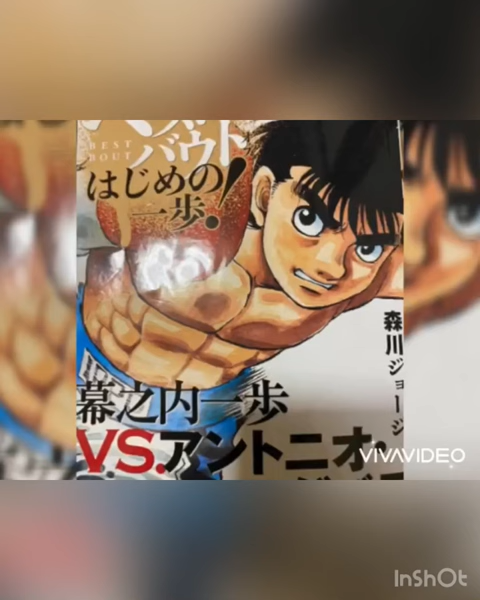 BEST
BOUT
バウト
はじめの
一歩!
森川ジョージ
幕之内一歩
VS.アントニオ・
VIVAVIDEO
InShOt